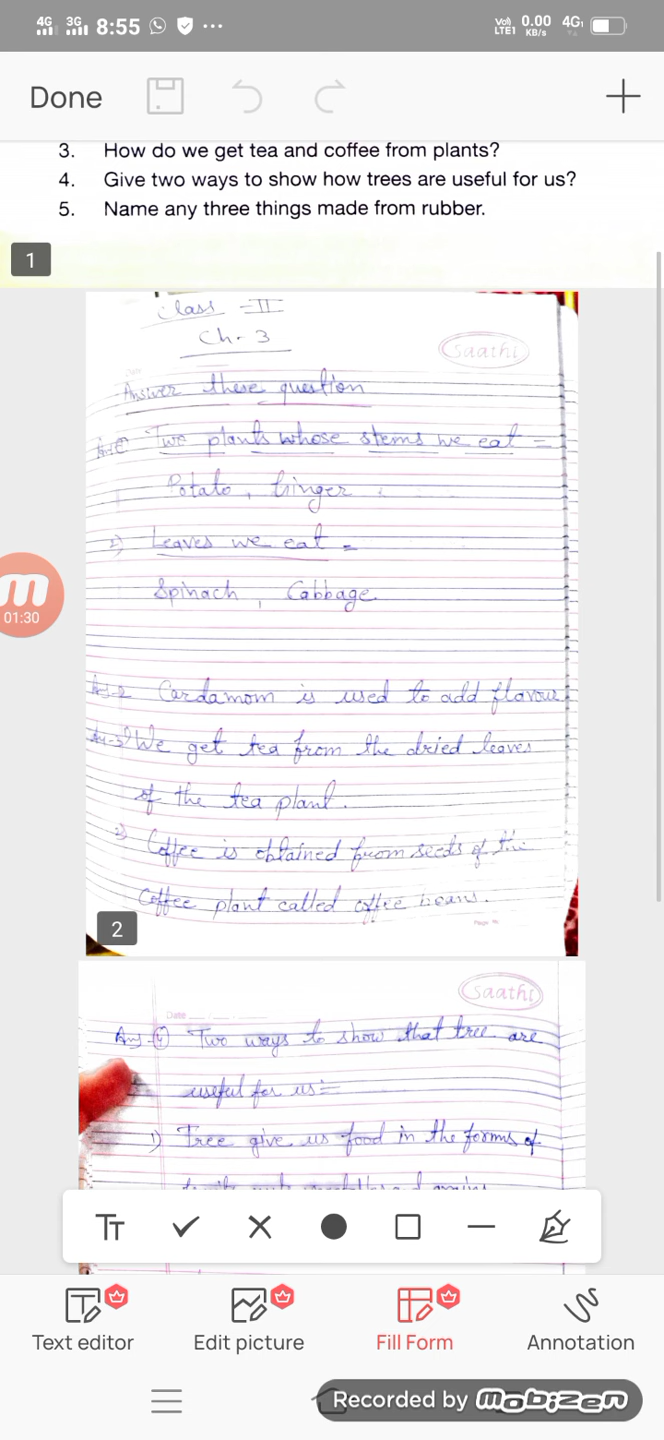 4G 3G 8:55 ... Vo) LTE1 0.00 KB/s 4G
Done
3. How do we get tea and coffee from plants?
4. Give two ways to show how trees are useful for us?
5. Name any three things made from rubber.
1
Class - II
Ch - 3
Saathi
Date
Answer these question
Two plants whose stems we eat =
Potato, Ginger
2) Leaves we eat =
Spinach, Cabbage
01:30
Cardamom is used to add flavour
We get tea from the dried leaves
of the tea plant.
2) Coffee is obtained from seeds of the
Coffee plant called coffee beans.
2
Saathi
Date
Ans - 4 Two ways to show that tree are
useful for us :=
1) Tree give us food in the forms of
Text editor Edit picture Fill Form Annotation
Recorded by mobizen